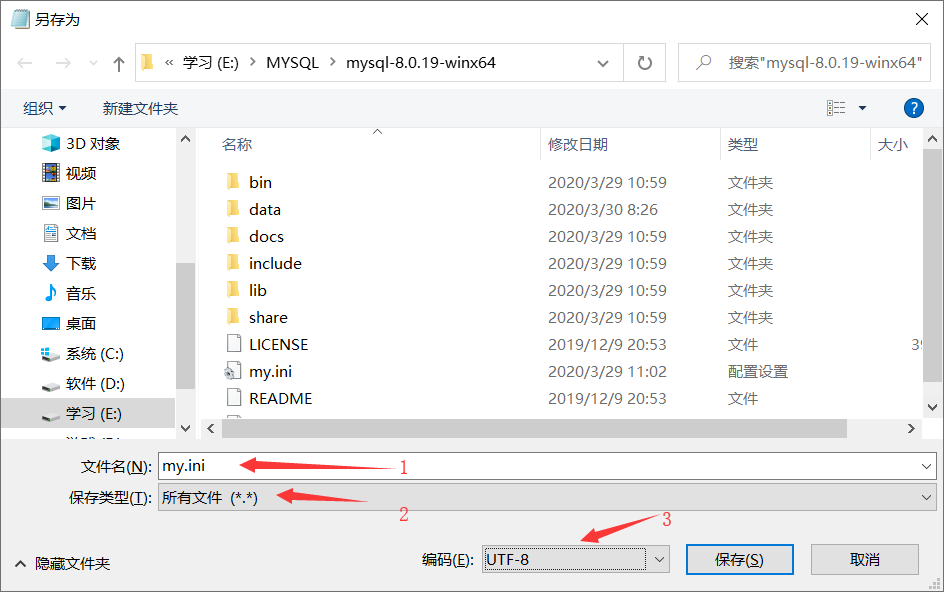 另存为
« 学习 (E:) › MYSQL › mysql-8.0.19-winx64
搜索"mysql-8.0.19-winx64"
组织 新建文件夹
3D 对象
视频
图片
文档
下载
音乐
桌面
系统 (C:)
软件 (D:)
学习 (E:)
名称 修改日期 类型 大小
bin 2020/3/29 10:59 文件夹
data 2020/3/30 8:26 文件夹
docs 2020/3/29 10:59 文件夹
include 2020/3/29 10:59 文件夹
lib 2020/3/29 10:59 文件夹
share 2020/3/29 10:59 文件夹
LICENSE 2019/12/9 20:53 文件
my.ini 2020/3/29 11:02 配置设置
README 2019/12/9 20:53 文件
文件名(N): my.ini 1
保存类型(T): 所有文件 (*.*) 2
3
隐藏文件夹 编码(E): UTF-8 保存(S) 取消